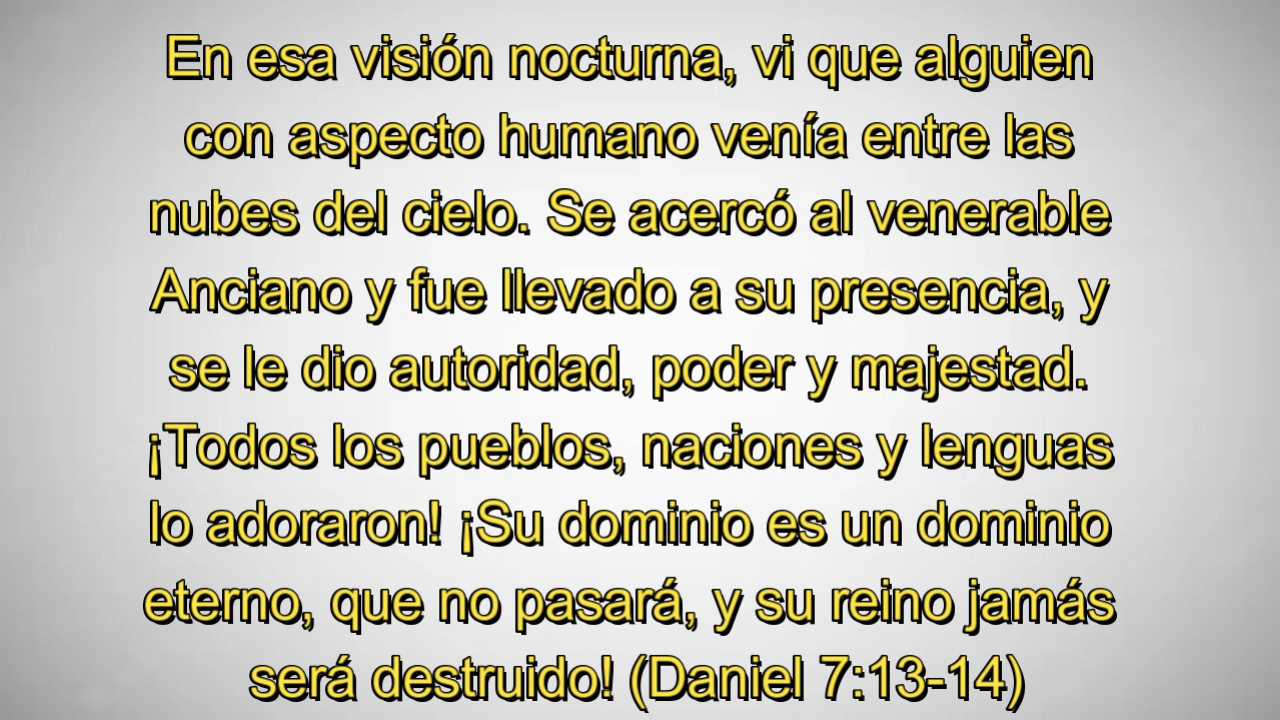 En esa visión nocturna, vi que alguien
con aspecto humano venía entre las
nubes del cielo. Se acercó al venerable
Anciano y fue llevado a su presencia, y
se le dio autoridad, poder y majestad.
¡Todos los pueblos, naciones y lenguas
lo adoraron! ¡Su dominio es un dominio
eterno, que no pasará, y su reino jamás
será destruido! (Daniel 7:13-14)